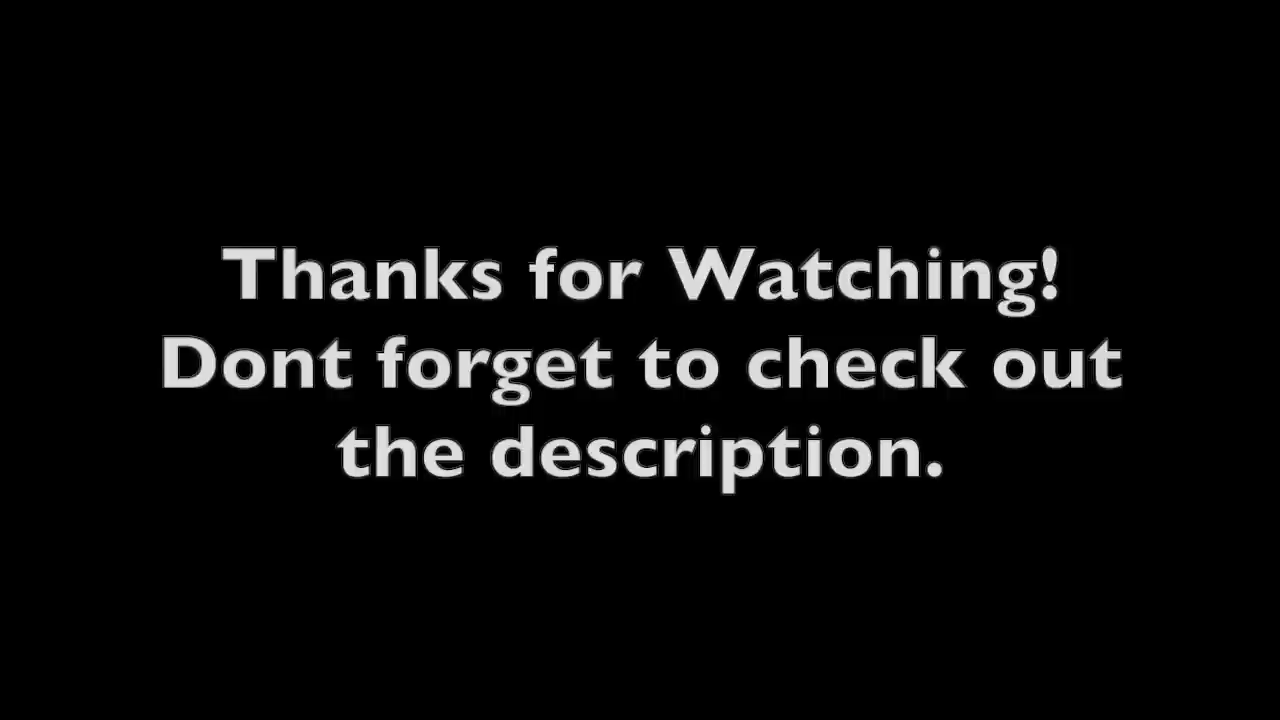 Thanks for Watching!
Dont forget to check out
the description.